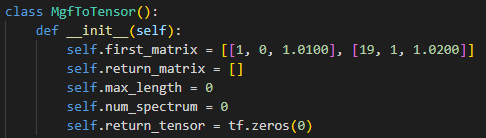 class MgfToTensor():
    def __init__(self):
        self.first_matrix = [[1, 0, 1.0100], [19, 1, 1.0200]]
        self.return_matrix = []
        self.max_length = 0
        self.num_spectrum = 0
        self.return_tensor = tf.zeros(0)